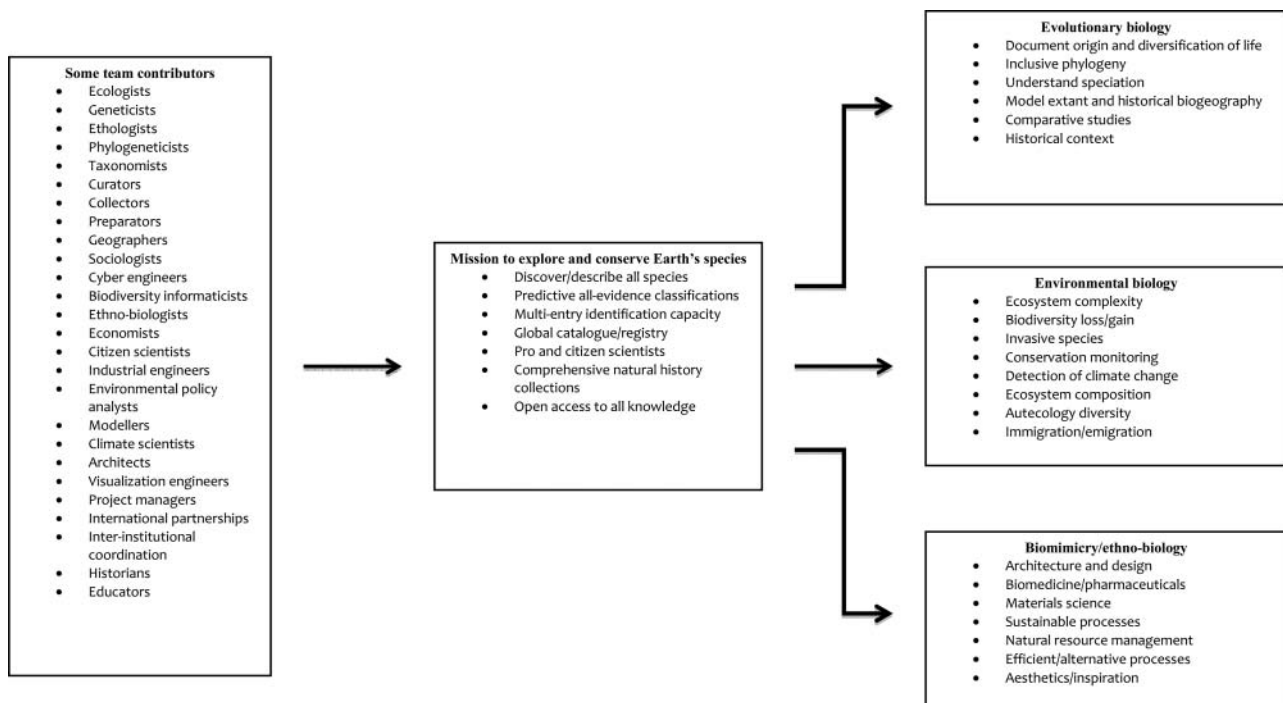 Some team contributors
• Ecologists
• Geneticists
• Ethologists
• Phylogeneticists
• Taxonomists
• Curators
• Collectors
• Preparators
• Geographers
• Sociologists
• Cyber engineers
• Biodiversity informaticists
• Ethno-biologists
• Economists
• Citizen scientists
• Industrial engineers
• Environmental policy
analysts
• Modellers
• Climate scientists
• Architects
• Visualization engineers
• Project managers
• International partnerships
• Inter-institutional
coordination
• Historians
• Educators
Mission to explore and conserve Earth's species
• Discover/describe all species
• Predictive all-evidence classifications
• Multi-entry identification capacity
• Global catalogue/registry
• Pro and citizen scientists
• Comprehensive natural history
collections
• Open access to all knowledge
Evolutionary biology
• Document origin and diversification of life
• Inclusive phylogeny
• Understand speciation
• Model extant and historical biogeography
• Comparative studies
• Historical context
Environmental biology
• Ecosystem complexity
• Biodiversity loss/gain
• Invasive species
• Conservation monitoring
• Detection of climate change
• Ecosystem composition
• Autecology diversity
• Immigration/emigration
Biomimicry/ethno-biology
• Architecture and design
• Biomedicine/pharmaceuticals
• Materials science
• Sustainable processes
• Natural resource management
• Efficient/alternative processes
• Aesthetics/inspiration